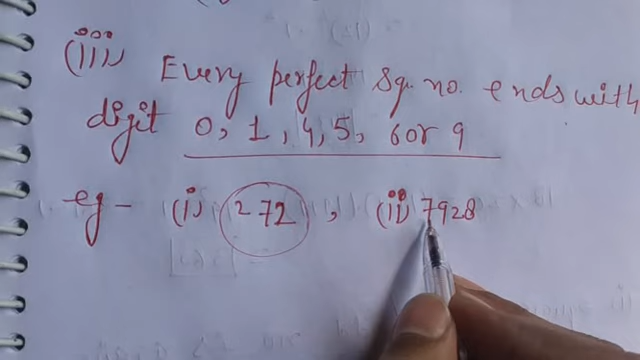 (iii) Every perfect sq. no. ends with
digit 0, 1, 4, 5, 6 or 9
eg - (i) 272, (ii) 7928